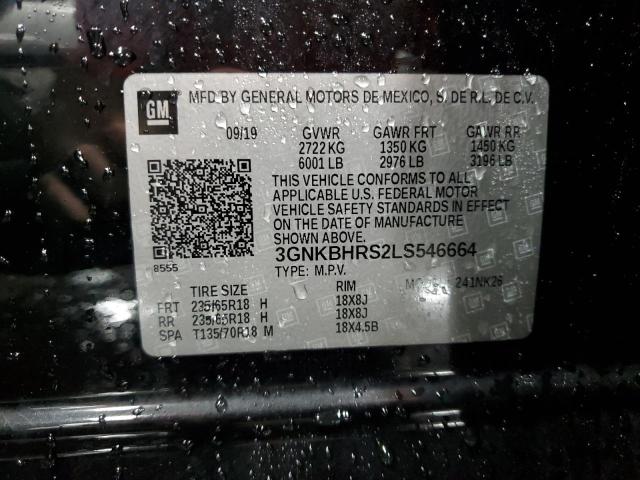 GM
MFD BY GENERAL MOTORS DE MEXICO, S. DE R.L. DE C.V.
09/19 GVWR GAWR FRT GAWR RR
2722 KG 1350 KG 1450 KG
6001 LB 2976 LB 3196 LB
THIS VEHICLE CONFORMS TO ALL
APPLICABLE U.S. FEDERAL MOTOR
VEHICLE SAFETY STANDARDS IN EFFECT
ON THE DATE OF MANUFACTURE
SHOWN ABOVE.
8555
3GNKBHRS2LS546664
TYPE: M.P.V.
TIRE SIZE RIM 241NK26
FRT 235/65R18 H 18X8J
RR 235/65R18 H 18X8J
SPA T135/70R18 M 18X4.5B